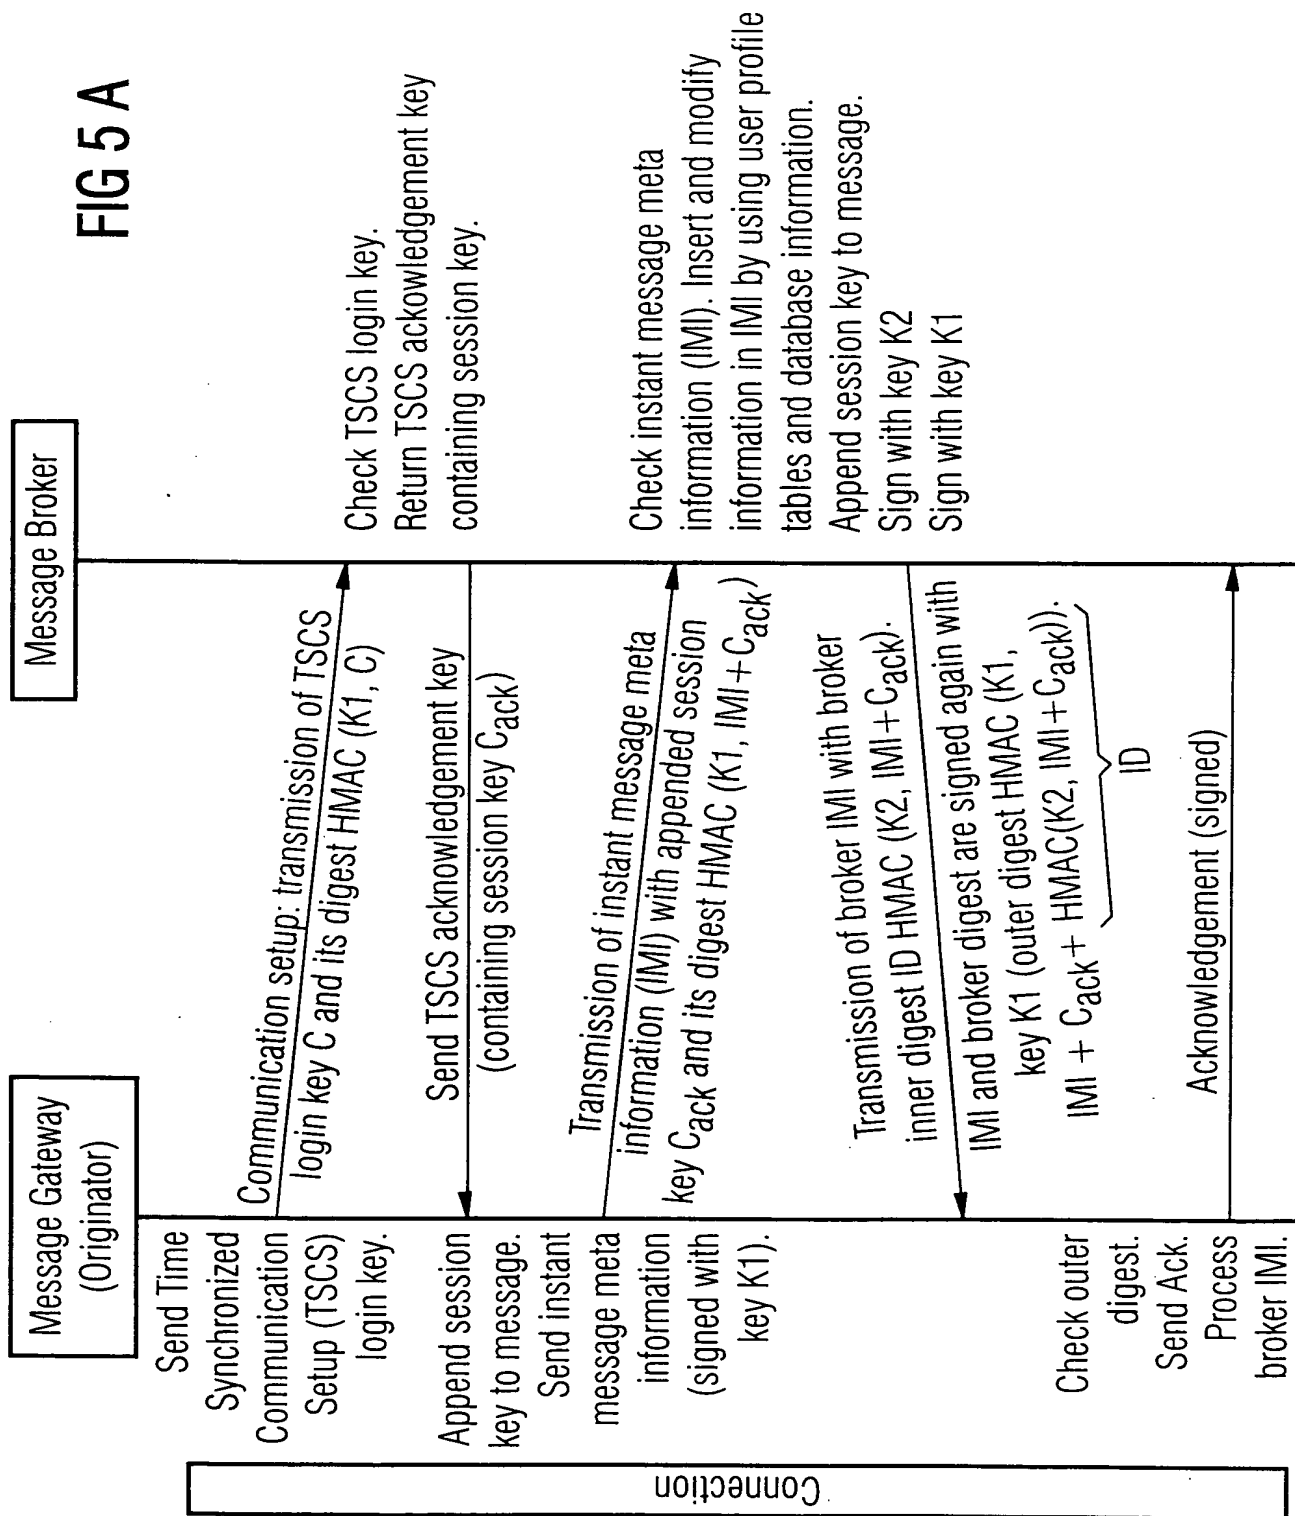 FIG 5 A
Message Gateway
(Originator)
Message Broker
Send Time
Synchronized
Communication
Setup (TSCS)
login key.
Communication setup: transmission of TSCS
login key C and its digest HMAC (K1, C)
Check TSCS login key.
Return TSCS ackowledgement key
containing session key.
Send TSCS acknowledgement key
(containing session key Cack)
Append session
key to message.
Send instant
message meta
information
(signed with
key K1).
Transmission of instant message meta
information (IMI) with appended session
key Cack and its digest HMAC (K1, IMI+Cack)
Check instant message meta
information (IMI). Insert and modify
information in IMI by using user profile
tables and database information.
Append session key to message.
Sign with key K2
Sign with key K1
Transmission of broker IMI with broker
inner digest ID HMAC (K2, IMI+Cack).
IMI and broker digest are signed again with
key K1 (outer digest HMAC (K1,
IMI + Cack+ HMAC(K2, IMI+Cack)).
ID
Check outer
digest.
Send Ack.
Process
broker IMI.
Acknowledgement (signed)
Connection